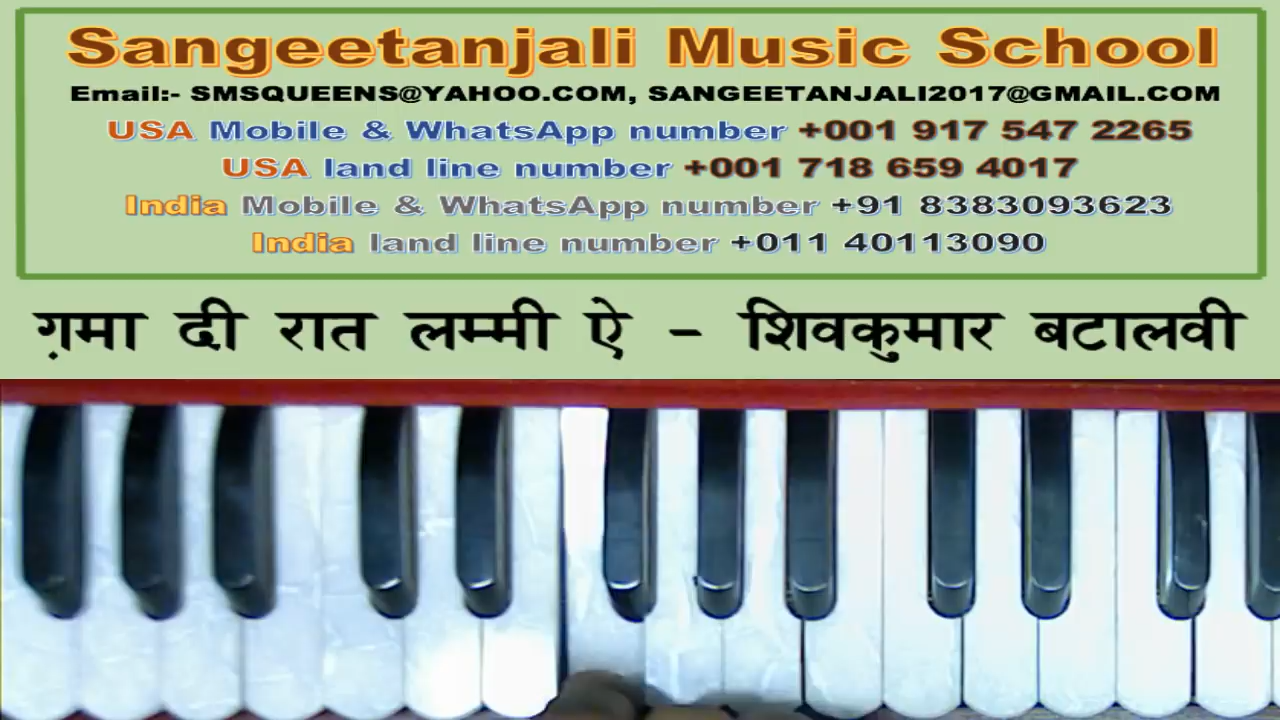 Sangeetanjali Music School
Email:- SMSQUEENS@YAHOO.COM, SANGEETANJALI2017@GMAIL.COM
USA Mobile & WhatsApp number +001 917 547 2265
USA land line number +001 718 659 4017
India Mobile & WhatsApp number +91 8383093623
India land line number +011 40113090
ग़मा दी रात लम्मी ऐ - शिवकुमार बटालवी